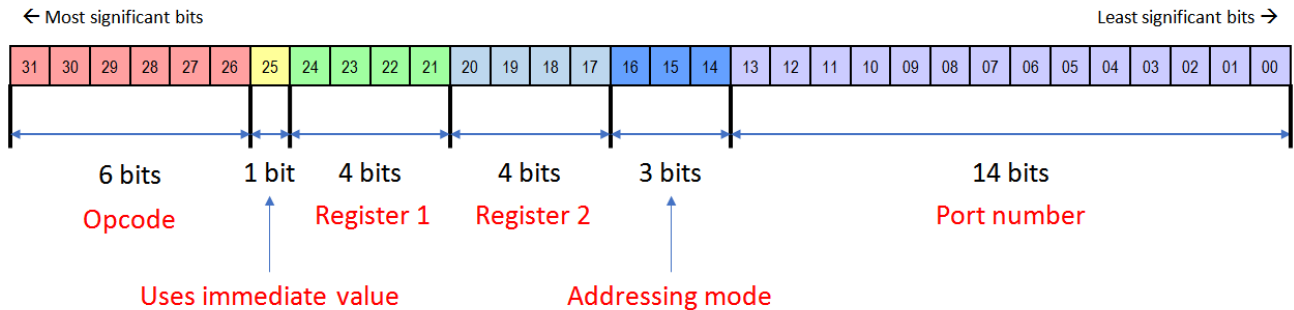 ← Most significant bits Least significant bits →
31 30 29 28 27 26 25 24 23 22 21 20 19 18 17 16 15 14 13 12 11 10 09 08 07 06 05 04 03 02 01 00
6 bits 1 bit 4 bits 4 bits 3 bits 14 bits
Opcode Register 1 Register 2 Port number
Uses immediate value Addressing mode